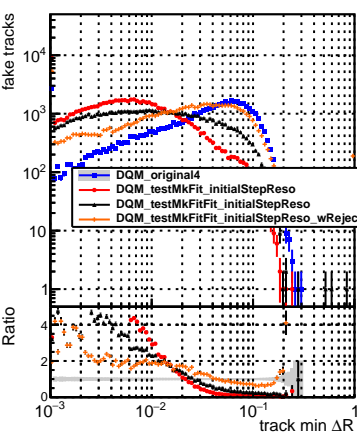 fake tracks
10⁴
10³
10²
DQM_original4
DQM_testMkFit_initialStepReso
DQM_testMkFitFit_initialStepReso
DQM_testMkFitFit_initialStepReso_wRejec
10
1
Ratio
4
2
0
10⁻³ 10⁻² 10⁻¹ 1
track min ΔR